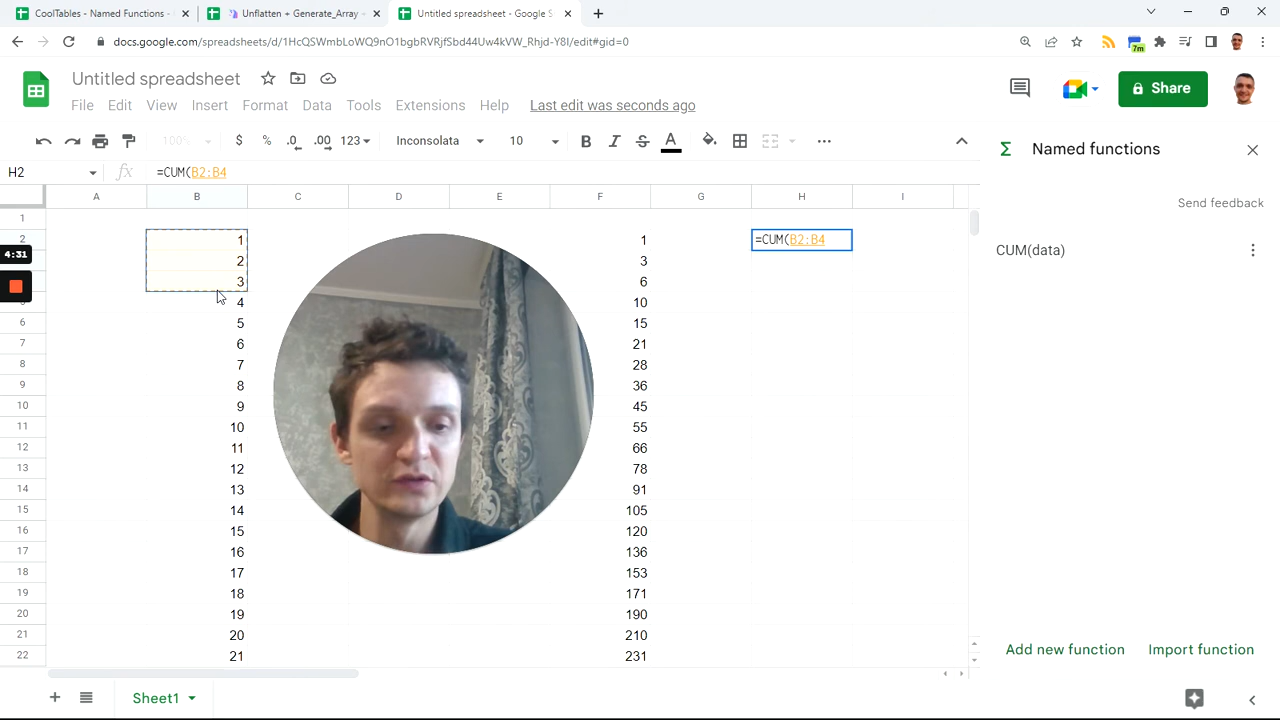 CoolTables - Named Functions -
Unflatten + Generate_Array
Untitled spreadsheet - Google S
docs.google.com/spreadsheets/d/1HcQSWmbLoWQ9nO1bgbRVRjfSbd44Uw4kVW_Rhjd-Y8I/edit#gid=0
7m
Untitled spreadsheet
File Edit View Insert Format Data Tools Extensions Help Last edit was seconds ago
Share
100% $ % .0 .00 123 Inconsolata 10 B I S A
Named functions
H2 fx =CUM(B2:B4
Send feedback
CUM(data)
A B C D E F G H I
1
2 1 1 =CUM(B2:B4
4:31
2 3
3 6
4 10
6 5 15
7 6 21
8 7 28
9 8 36
10 9 45
11 10 55
12 11 66
13 12 78
14 13 91
15 14 105
16 15 120
17 16 136
18 17 153
19 18 171
20 19 190
21 20 210
22 21 231
Add new function Import function
Sheet1